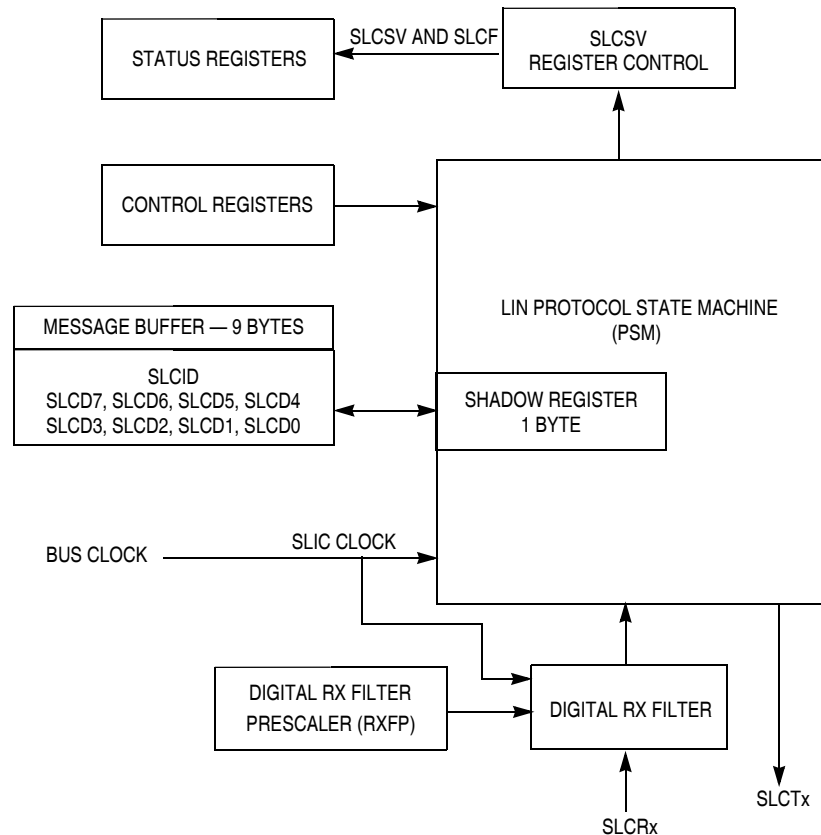 SLCSV AND SLCF
STATUS REGISTERS
SLCSV
REGISTER CONTROL
CONTROL REGISTERS
LIN PROTOCOL STATE MACHINE
(PSM)
MESSAGE BUFFER — 9 BYTES
SLCID
SLCD7, SLCD6, SLCD5, SLCD4
SLCD3, SLCD2, SLCD1, SLCD0
SHADOW REGISTER
1 BYTE
BUS CLOCK
SLIC CLOCK
DIGITAL RX FILTER
PRESCALER (RXFP)
DIGITAL RX FILTER
SLCTx
SLCRx